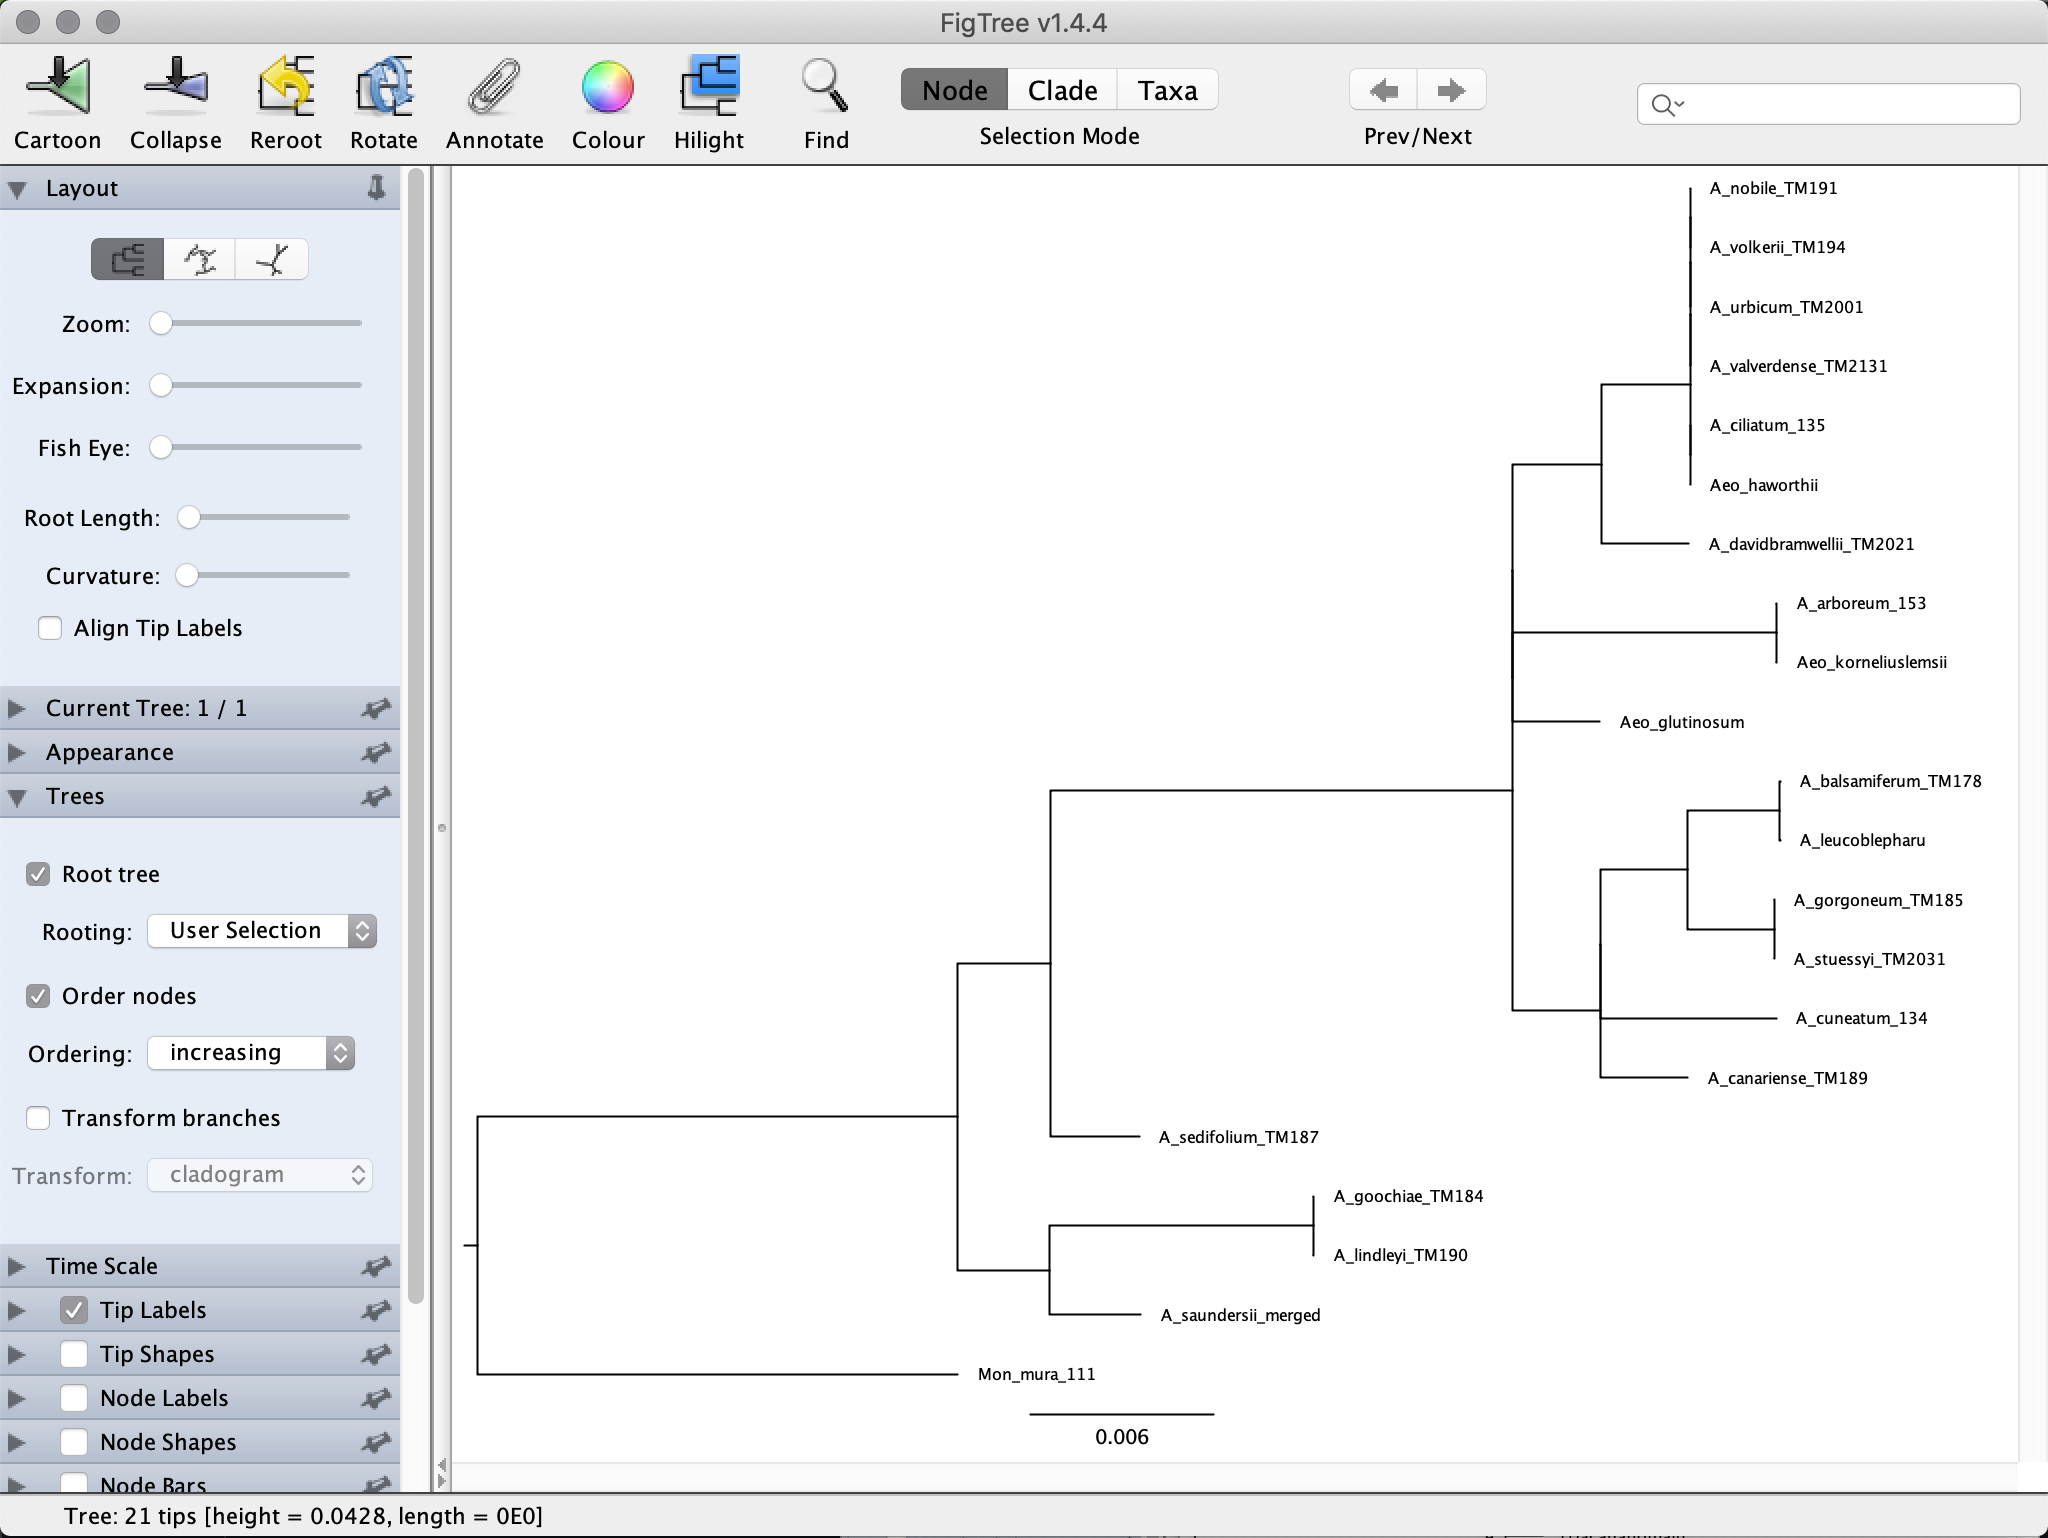 FigTree v1.4.4
Cartoon Collapse Reroot Rotate Annotate Colour Hilight Find
Node Clade Taxa
Selection Mode
Prev/Next
Layout
Zoom:
Expansion:
Fish Eye:
Root Length:
Curvature:
Align Tip Labels
Current Tree: 1 / 1
Appearance
Trees
Root tree
Rooting: User Selection
Order nodes
Ordering: increasing
Transform branches
Transform: cladogram
Time Scale
Tip Labels
Tip Shapes
Node Labels
Node Shapes
Node Bars
A_nobile_TM191
A_volkerii_TM194
A_urbicum_TM2001
A_valverdense_TM2131
A_ciliatum_135
Aeo_haworthii
A_davidbramwellii_TM2021
A_arboreum_153
Aeo_korneliuslemsii
Aeo_glutinosum
A_balsamiferum_TM178
A_leucoblepharu
A_gorgoneum_TM185
A_stuessyi_TM2031
A_cuneatum_134
A_canariense_TM189
A_sedifolium_TM187
A_goochiae_TM184
A_lindleyi_TM190
A_saundersii_merged
Mon_mura_111
0.006
Tree: 21 tips [height = 0.0428, length = 0E0]